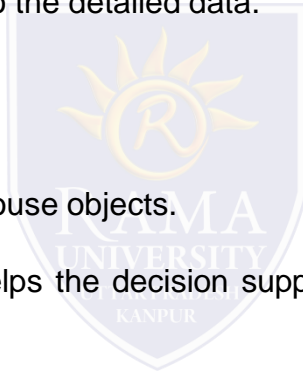 o the detailed data.
ouse objects.
elps the decision supp
R
RAMA
UNIVERSITY
UTTAR PRADESH
KANPUR